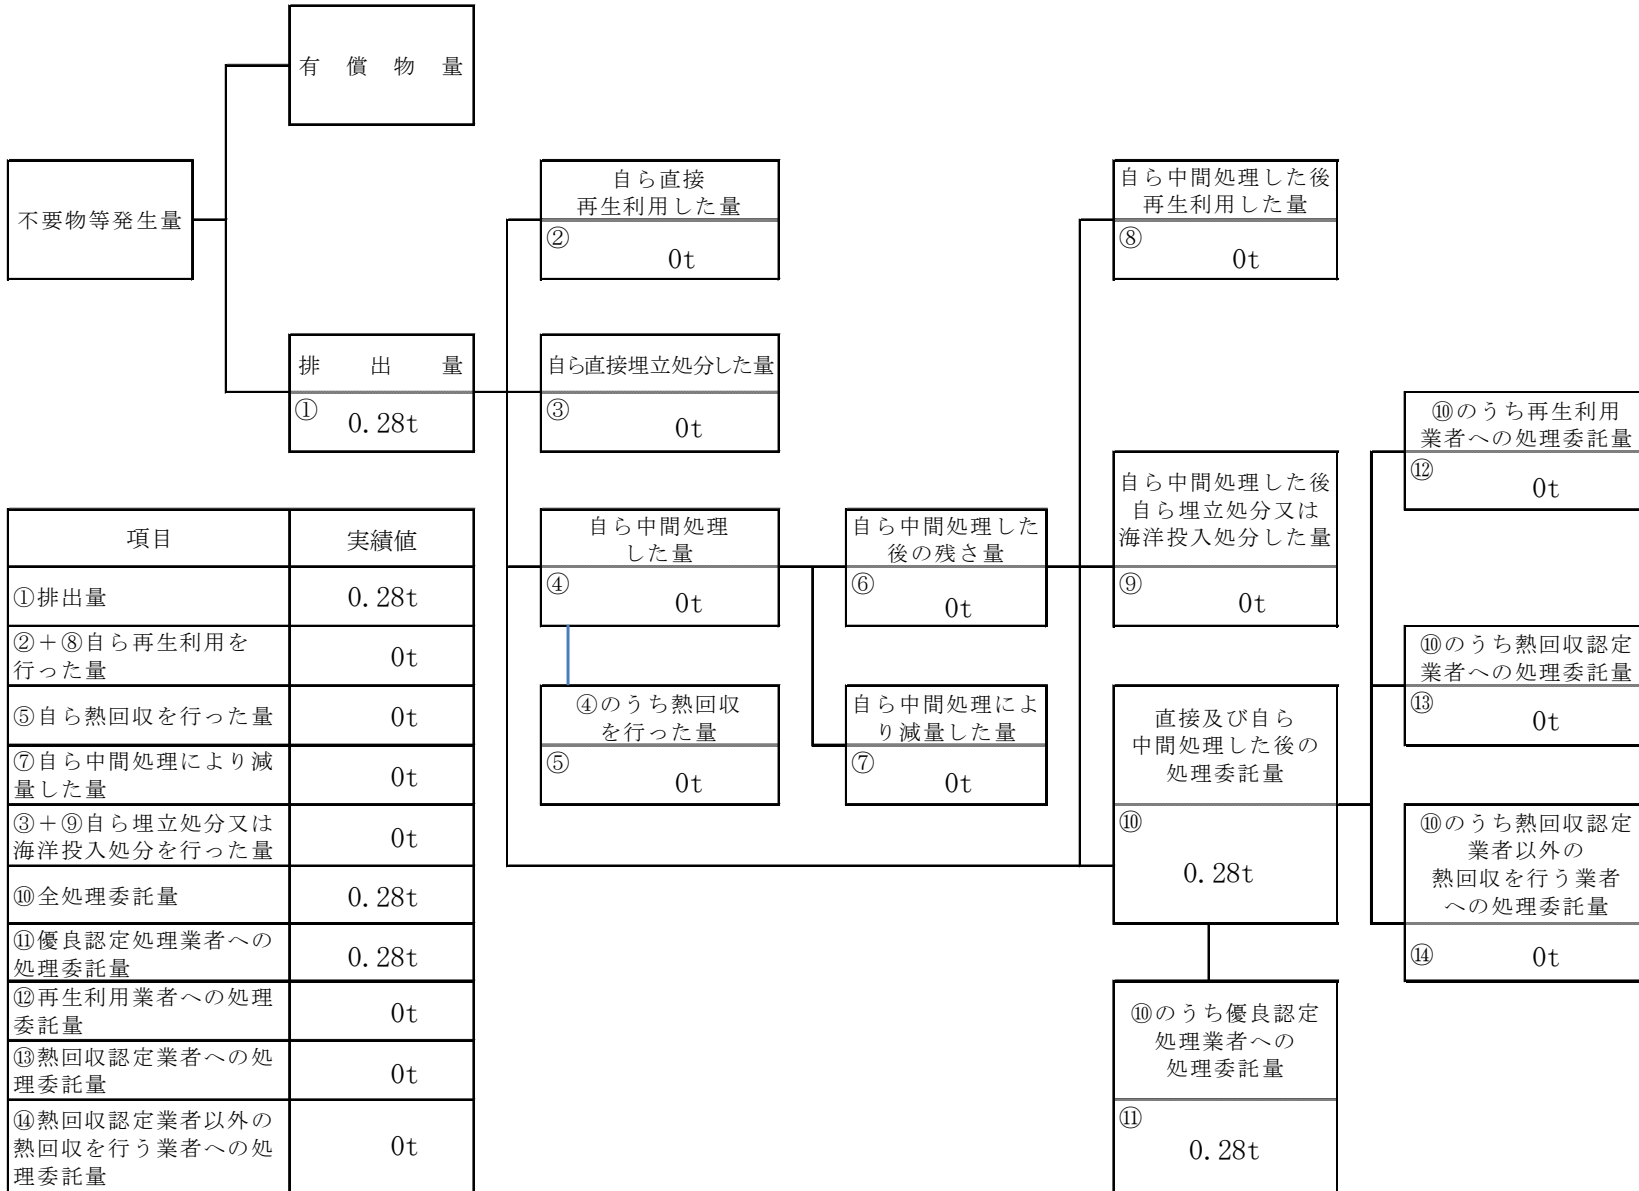 有償物量
不要物等発生量
排出量
①
0.28t
自ら直接
再生利用した量
②
0t
自ら直接埋立処分した量
③
0t
自ら中間処理
した量
④
0t
④のうち熱回収
を行った量
⑤
0t
自ら中間処理した
後の残さ量
⑥
0t
自ら中間処理によ
り減量した量
⑦
0t
自ら中間処理した後
再生利用した量
⑧
0t
自ら中間処理した後
自ら埋立処分又は
海洋投入処分した量
⑨
0t
直接及び自ら
中間処理した後の
処理委託量
⑩
0.28t
⑩のうち優良認定
処理業者への
処理委託量
⑪
0.28t
⑩のうち再生利用
業者への処理委託量
⑫
0t
⑩のうち熱回収認定
業者への処理委託量
⑬
0t
⑩のうち熱回収認定
業者以外の
熱回収を行う業者
への処理委託量
⑭
0t
項目 実績値
①排出量 0.28t
②+⑧自ら再生利用を
行った量
0t
⑤自ら熱回収を行った量 0t
⑦自ら中間処理により減
量した量
0t
③+⑨自ら埋立処分又は
海洋投入処分を行った量
0t
⑩全処理委託量 0.28t
⑪優良認定処理業者への
処理委託量
0.28t
⑫再生利用業者への処理
委託量
0t
⑬熱回収認定業者への処
理委託量
0t
⑭熱回収認定業者以外の
熱回収を行う業者への処
理委託量
0t